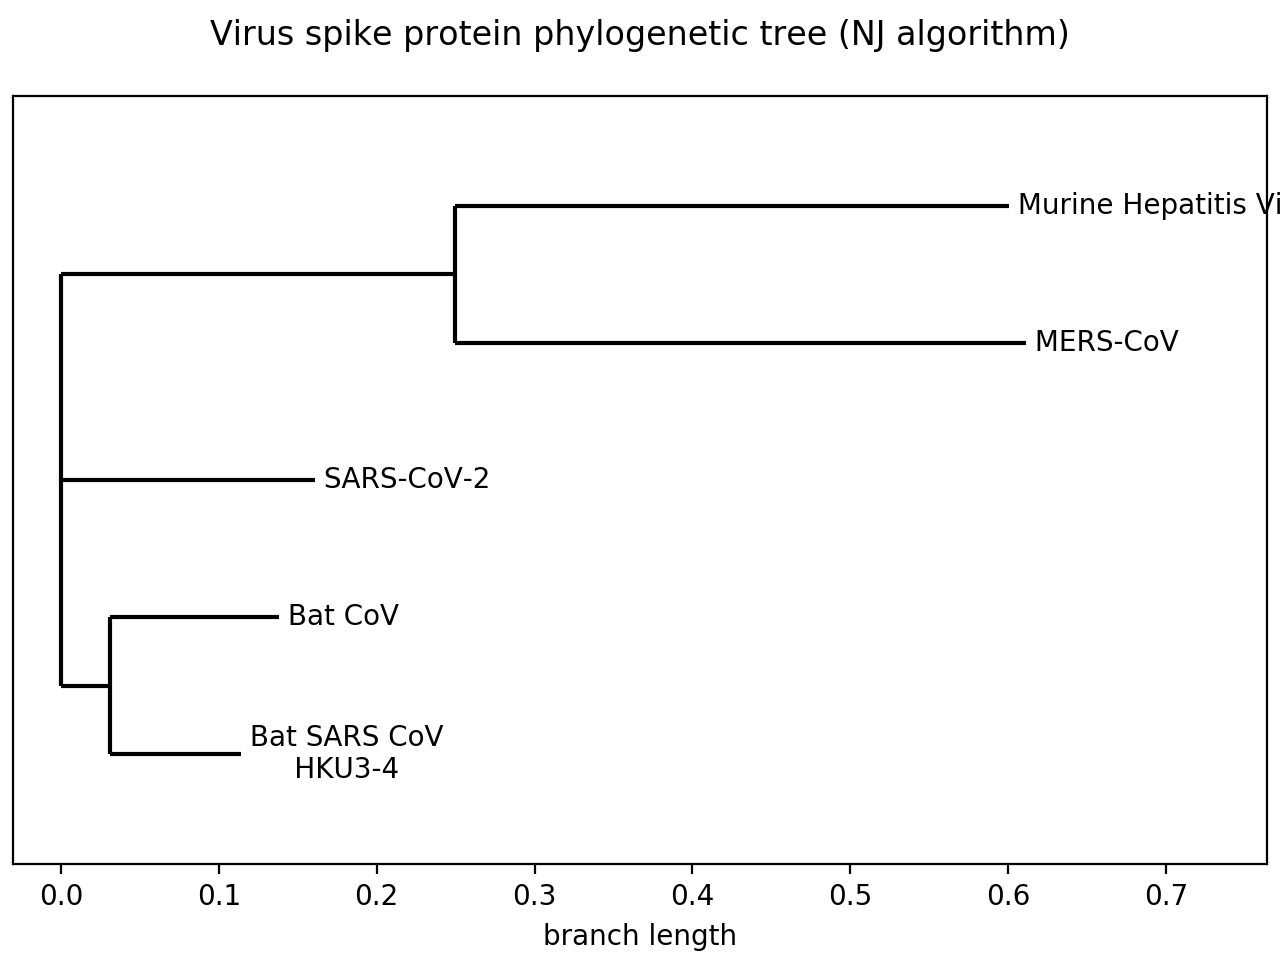 Virus spike protein phylogenetic tree (NJ algorithm)
Murine Hepatitis
MERS-CoV
SARS-CoV-2
Bat CoV
Bat SARS CoV
HKU3-4
0.0 0.1 0.2 0.3 0.4 0.5 0.6 0.7
branch length